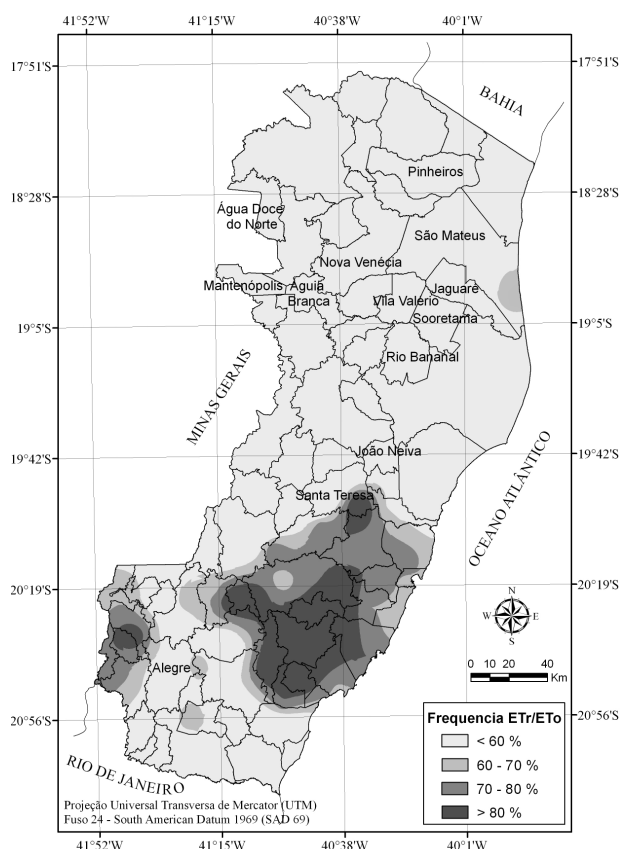 41°52'W 41°15'W 40°38'W 40°1'W
17°51'S 17°51'S
BAHIA
Pinheiros
18°28'S 18°28'S
Água Doce
do Norte
São Mateus
Nova Venécia
Mantenópolis
Águia
Branca
Jaguaré
Vila Valério
Sooretama
19°5'S 19°5'S
Rio Bananal
MINAS GERAIS
João Neiva
19°42'S 19°42'S
OCEANO ATLÂNTICO
Santa Teresa
20°19'S 20°19'S
N
W E
S
0 10 20 40
Km
Alegre
20°56'S 20°56'S
Frequencia ETr/ETo
< 60 %
60 - 70 %
70 - 80 %
> 80 %
RIO DE JANEIRO
Projeção Universal Transversa de Mercator (UTM)
Fuso 24 - South American Datum 1969 (SAD 69)
41°52'W 41°15'W 40°38'W 40°1'W